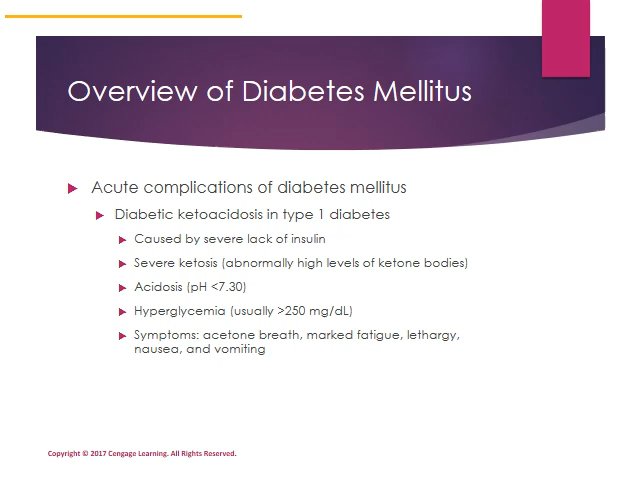 Overview of Diabetes Mellitus
Acute complications of diabetes mellitus
Diabetic ketoacidosis in type 1 diabetes
Caused by severe lack of insulin
Severe ketosis (abnormally high levels of ketone bodies)
Acidosis (pH <7.30)
Hyperglycemia (usually >250 mg/dL)
Symptoms: acetone breath, marked fatigue, lethargy,
nausea, and vomiting
Copyright © 2017 Cengage Learning. All Rights Reserved.